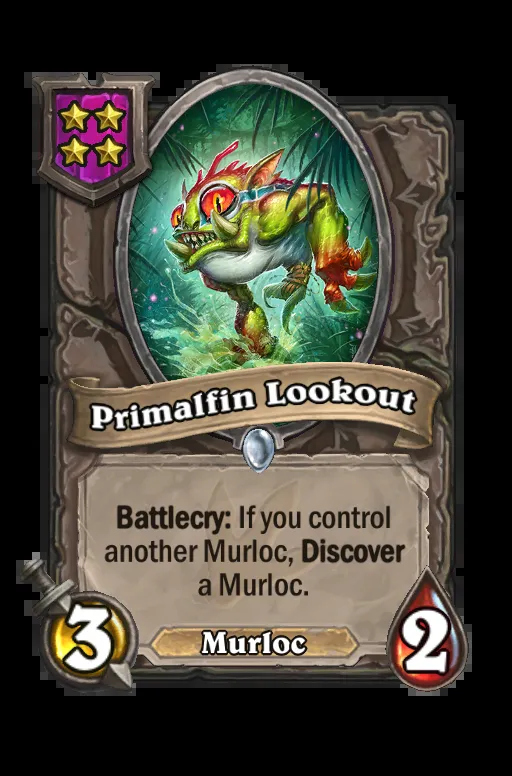 Primalfin Lookout
Battlecry: If you control
another Murloc, Discover
a Murloc.
3
Murloc
2